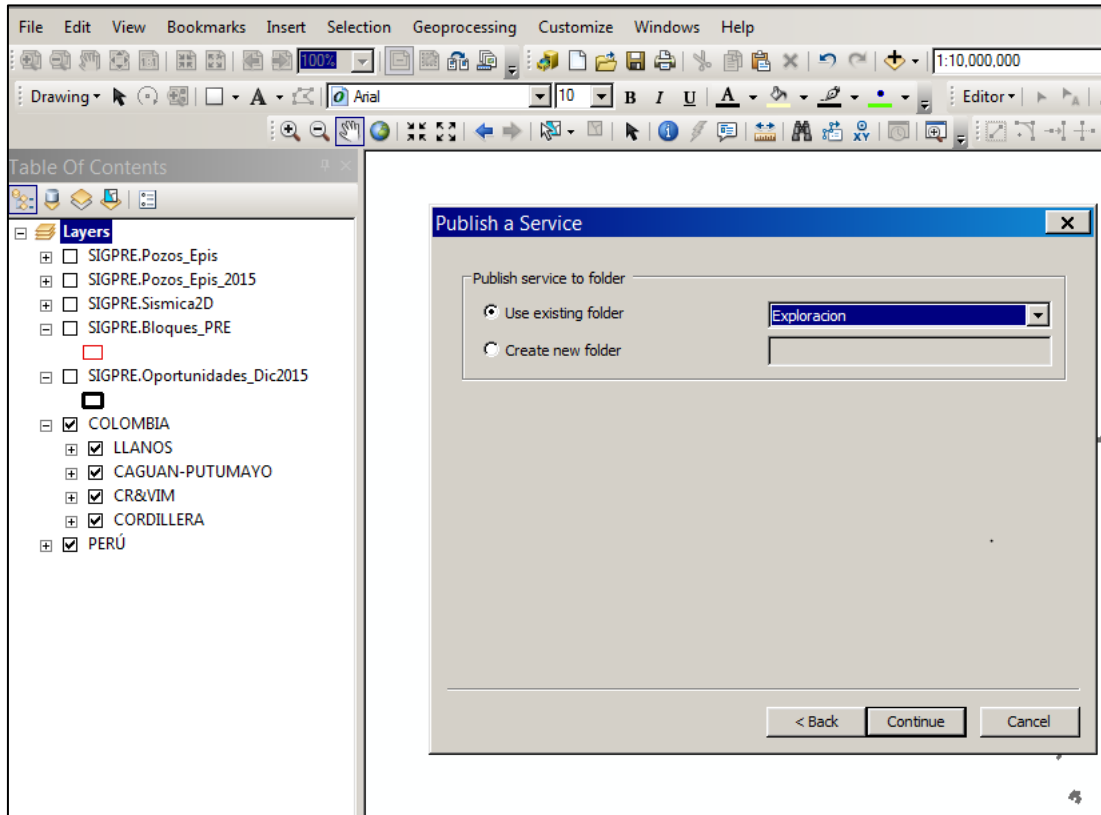 File Edit View Bookmarks Insert Selection Geoprocessing Customize Windows Help
100% 1:10,000,000
Drawing Arial 10 B I U A Editor
XY
Table Of Contents
Layers
SIGPRE.Pozos_Epis
SIGPRE.Pozos_Epis_2015
SIGPRE.Sismica2D
SIGPRE.Bloques_PRE
SIGPRE.Oportunidades_Dic2015
COLOMBIA
LLANOS
CAGUAN-PUTUMAYO
CR&VIM
CORDILLERA
PERÚ
Publish a Service
Publish service to folder
Use existing folder Exploracion
Create new folder
< Back Continue Cancel